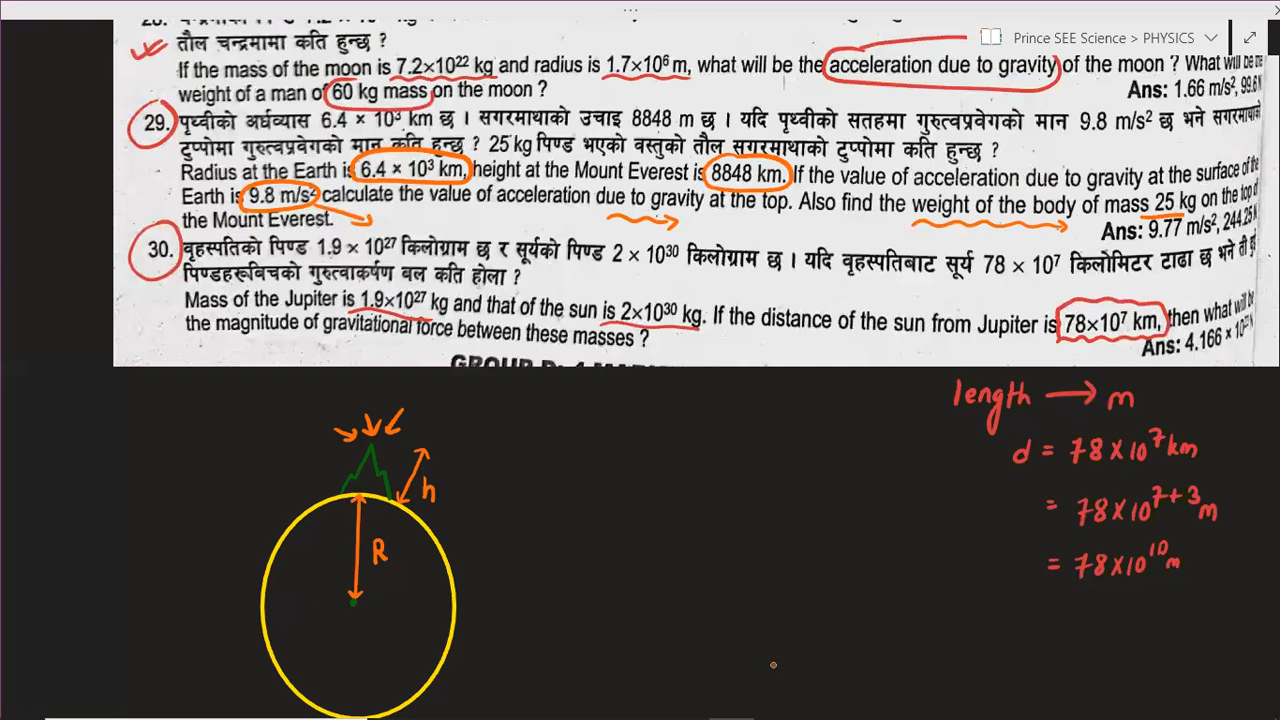 Prince SEE Science > PHYSICS
तौल चन्द्रमामा कति हुन्छ ?
If the mass of the moon is 7.2×10²² kg and radius is 1.7×10⁶ m, what will be the acceleration due to gravity of the moon ? What will be the
weight of a man of 60 kg mass on the moon ?
Ans: 1.66 m/s², 99.6
29. पृथ्वीको अर्धव्यास 6.4 × 10³ km छ । सगरमाथाको उचाइ 8848 m छ । यदि पृथ्वीको सतहमा गुरुत्वप्रवेगको मान 9.8 m/s² छ भने सगरमाथाको
टुप्पोमा गुरुत्वप्रवेगको मान कति हुन्छ ? 25 kg पिण्ड भएको वस्तुको तौल सगरमाथाको टुप्पोमा कति हुन्छ ?
Radius at the Earth is 6.4 × 10³ km, height at the Mount Everest is 8848 km. If the value of acceleration due to gravity at the surface of the
Earth is 9.8 m/s² calculate the value of acceleration due to gravity at the top. Also find the weight of the body of mass 25 kg on the top of
the Mount Everest.
Ans: 9.77 m/s², 244.25 N
30. वृहस्पतिको पिण्ड 1.9 × 10²⁷ किलोग्राम छ र सूर्यको पिण्ड 2 × 10³⁰ किलोग्राम छ । यदि वृहस्पतिबाट सूर्य 78 × 10⁷ किलोमिटर टाढा छ भने ती दुई
पिण्डहरूबिचको गुरुत्वाकर्षण बल कति होला ?
Mass of the Jupiter is 1.9×10²⁷ kg and that of the sun is 2×10³⁰ kg. If the distance of the sun from Jupiter is 78×10⁷ km, then what will be
the magnitude of gravitational force between these masses ?
Ans: 4.166 × 10²³ N
length → m
d = 78×10⁷ km
= 78×10⁷⁺³ m
= 78×10¹⁰ m
h
R